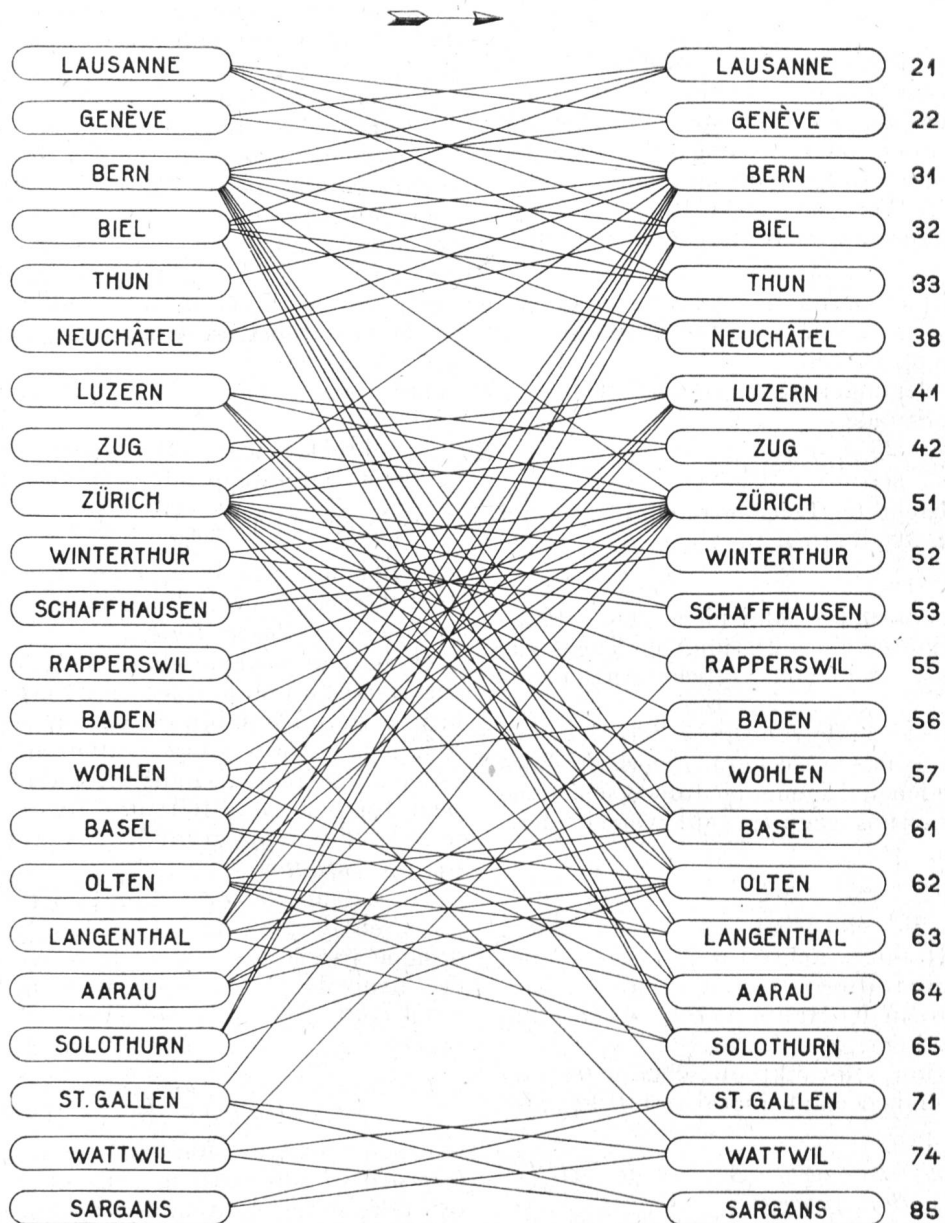 LAUSANNE LAUSANNE 21
GENÈVE GENÈVE 22
BERN BERN 31
BIEL BIEL 32
THUN THUN 33
NEUCHÂTEL NEUCHÂTEL 38
LUZERN LUZERN 41
ZUG ZUG 42
ZÜRICH ZÜRICH 51
WINTERTHUR WINTERTHUR 52
SCHAFFHAUSEN SCHAFFHAUSEN 53
RAPPERSWIL RAPPERSWIL 55
BADEN BADEN 56
WOHLEN WOHLEN 57
BASEL BASEL 61
OLTEN OLTEN 62
LANGENTHAL LANGENTHAL 63
AARAU AARAU 64
SOLOTHURN SOLOTHURN 65
ST. GALLEN ST. GALLEN 71
WATTWIL WATTWIL 74
SARGANS SARGANS 85